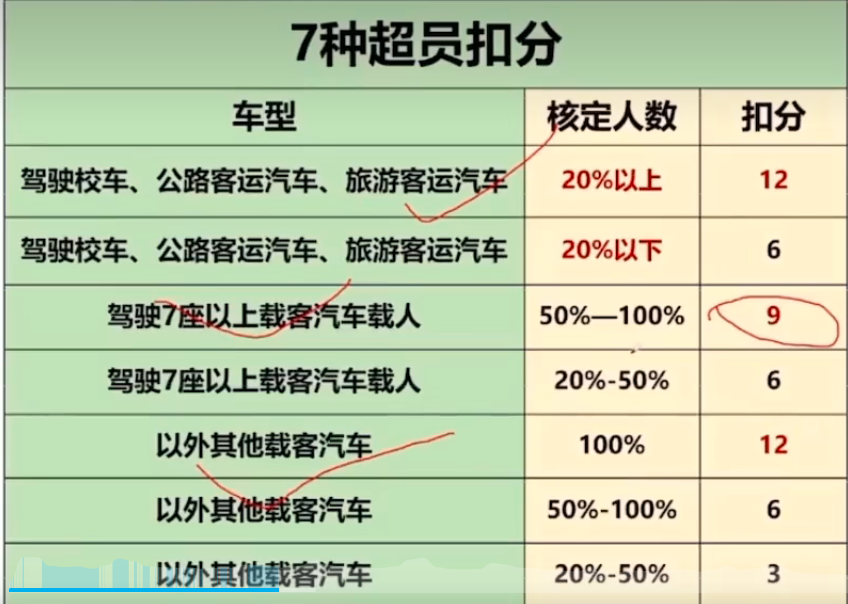 7种超员扣分
车型 核定人数 扣分
驾驶校车、公路客运汽车、旅游客运汽车 20%以上 12
驾驶校车、公路客运汽车、旅游客运汽车 20%以下 6
驾驶7座以上载客汽车载人 50%—100% 9
驾驶7座以上载客汽车载人 20%-50% 6
以外其他载客汽车 100% 12
以外其他载客汽车 50%-100% 6
以外其他载客汽车 20%-50% 3